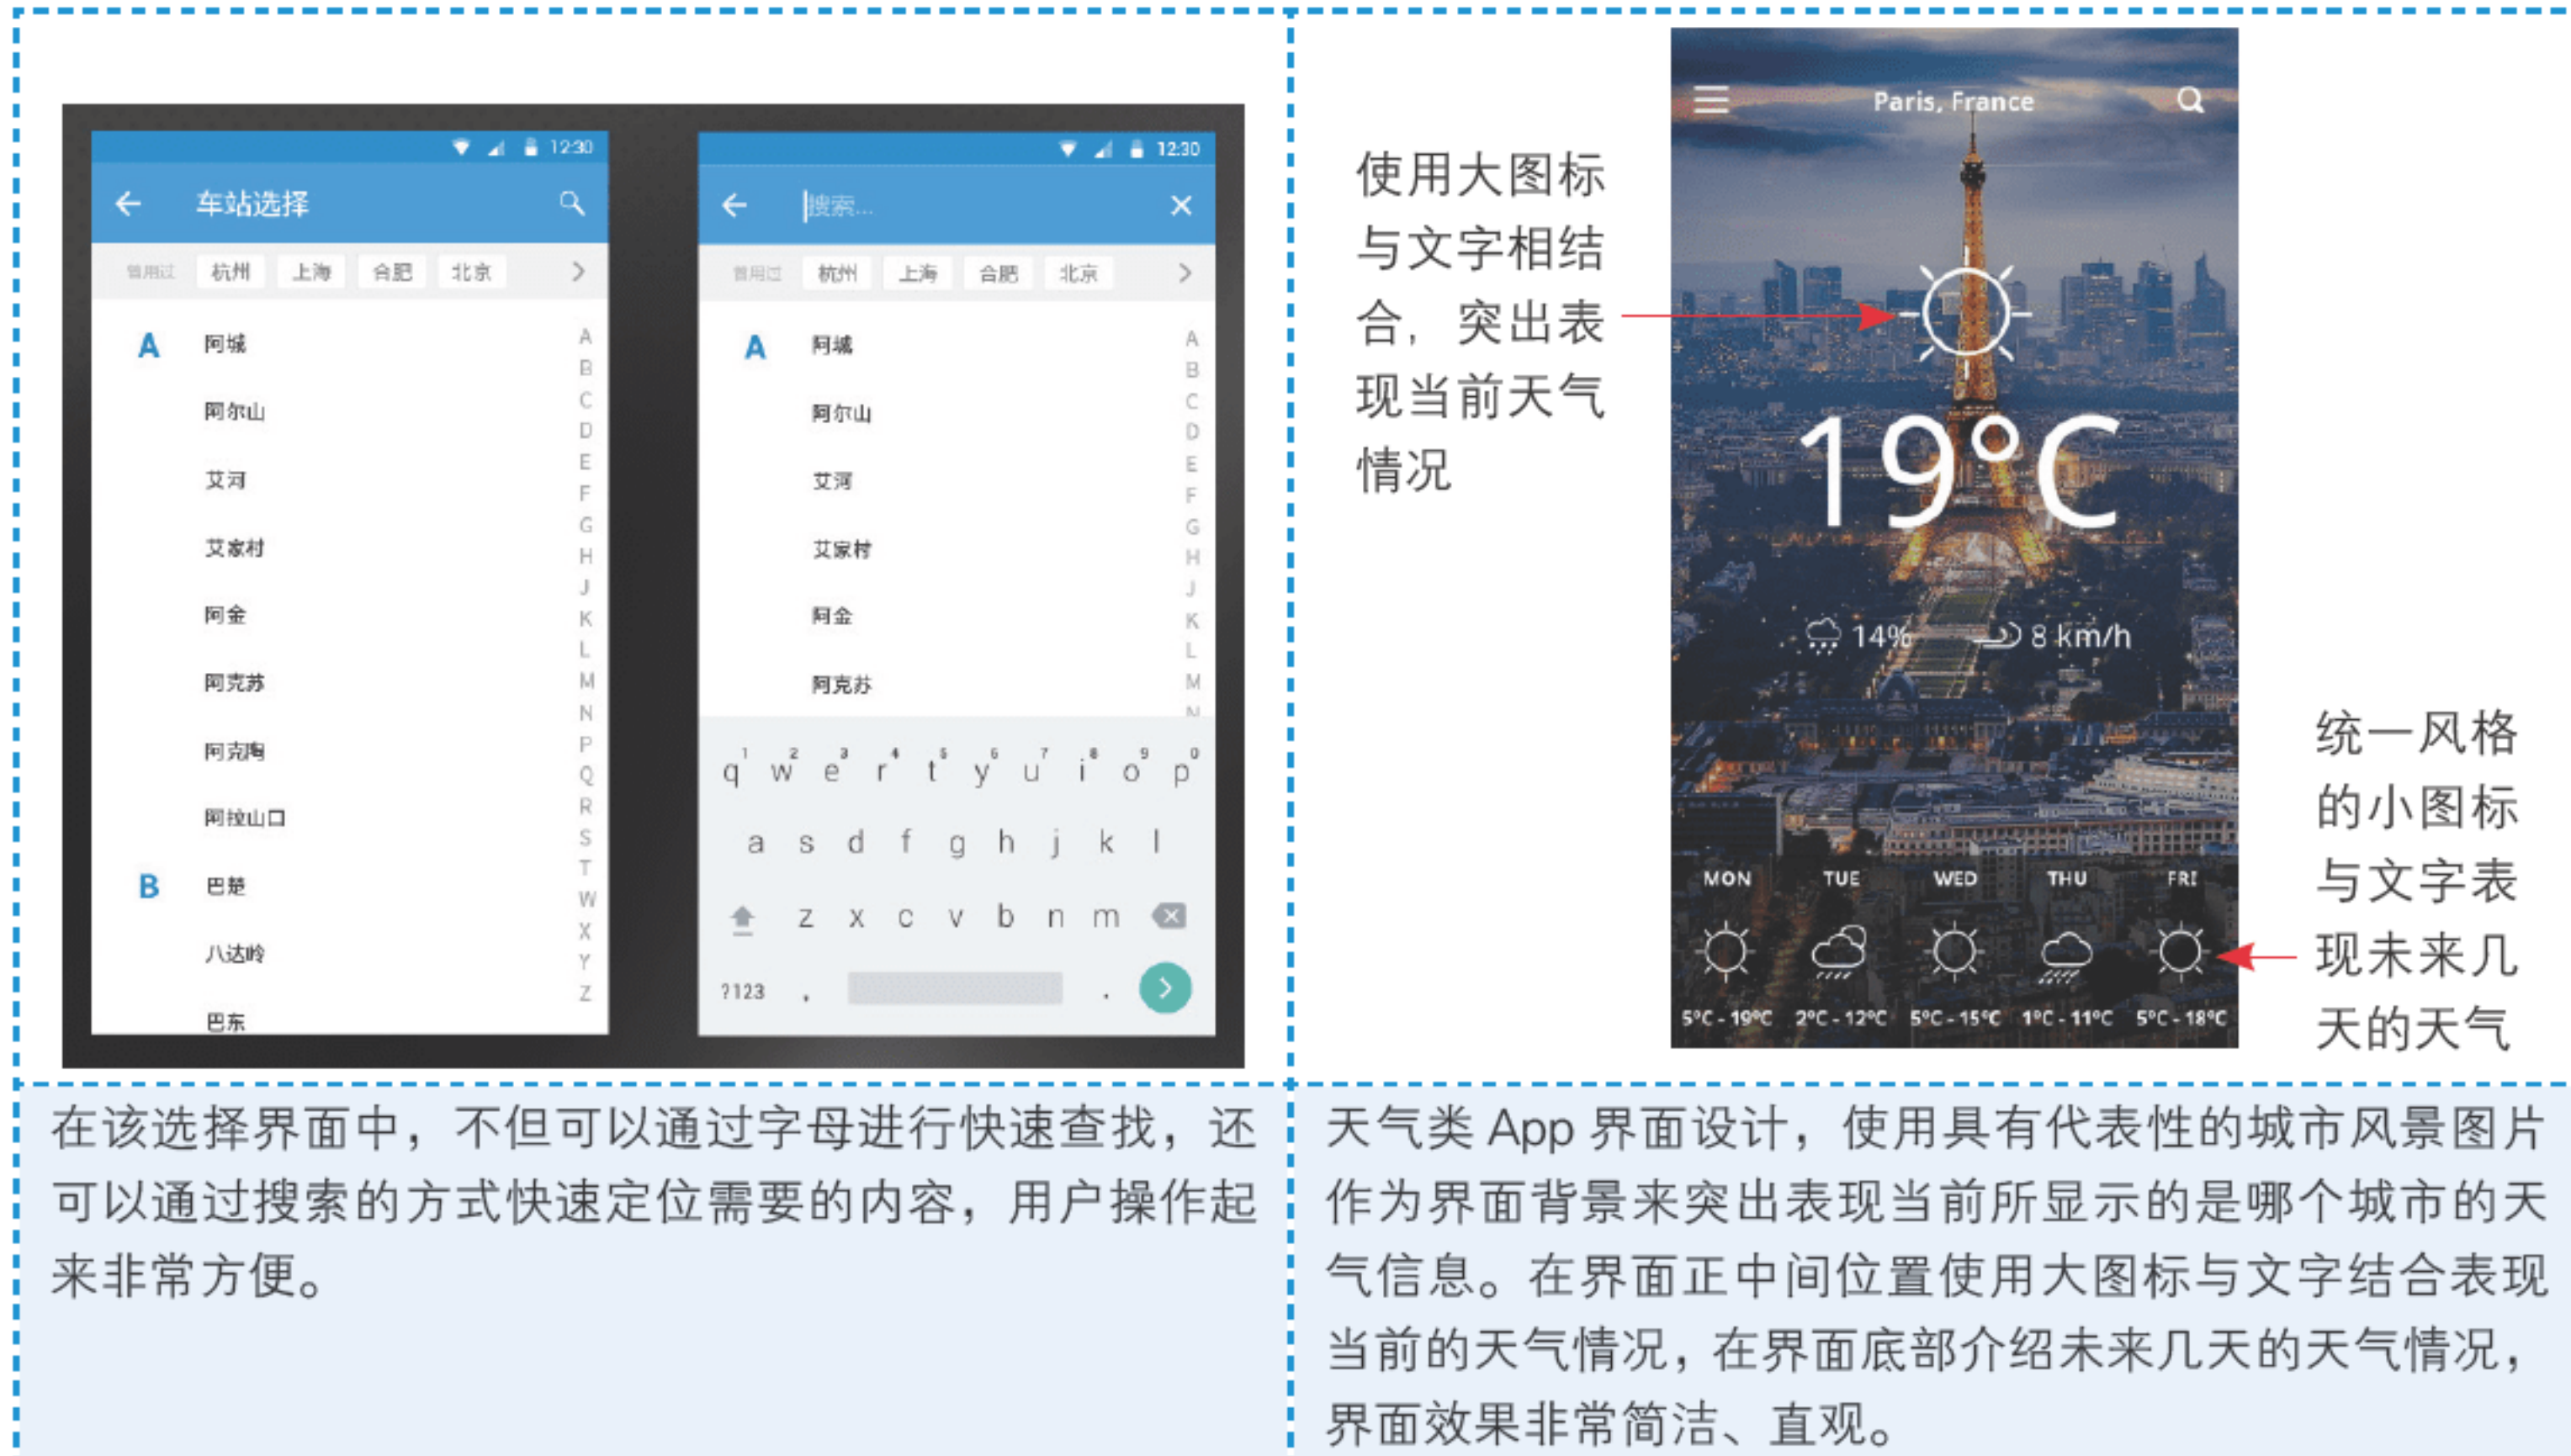 12:30
车站选择
曾用过 杭州 上海 合肥 北京
A 阿城
阿尔山
艾河
艾家村
阿金
阿克苏
阿克陶
阿拉山口
B 巴楚
八达岭
巴东
A
B
C
D
E
F
G
H
J
K
L
M
N
P
Q
R
S
T
W
X
Y
Z
12:30
搜索...
曾用过 杭州 上海 合肥 北京
A 阿城
阿尔山
艾河
艾家村
阿金
阿克苏
A
B
C
D
E
F
G
H
J
K
L
M
N
q1 w2 e3 r4 t5 y6 u7 i8 o9 p0
a s d f g h j k l
z x c v b n m
?123 , .
在该选择界面中，不但可以通过字母进行快速查找，还
可以通过搜索的方式快速定位需要的内容，用户操作起
来非常方便。
使用大图标
与文字相结
合，突出表
现当前天气
情况
Paris, France
19°C
14% 8 km/h
MON TUE WED THU FRI
5°C - 19°C 2°C - 12°C 5°C - 15°C 1°C - 11°C 5°C - 18°C
统一风格
的小图标
与文字表
现未来几
天的天气
天气类 App 界面设计，使用具有代表性的城市风景图片
作为界面背景来突出表现当前所显示的是哪个城市的天
气信息。在界面正中间位置使用大图标与文字结合表现
当前的天气情况，在界面底部介绍未来几天的天气情况，
界面效果非常简洁、直观。